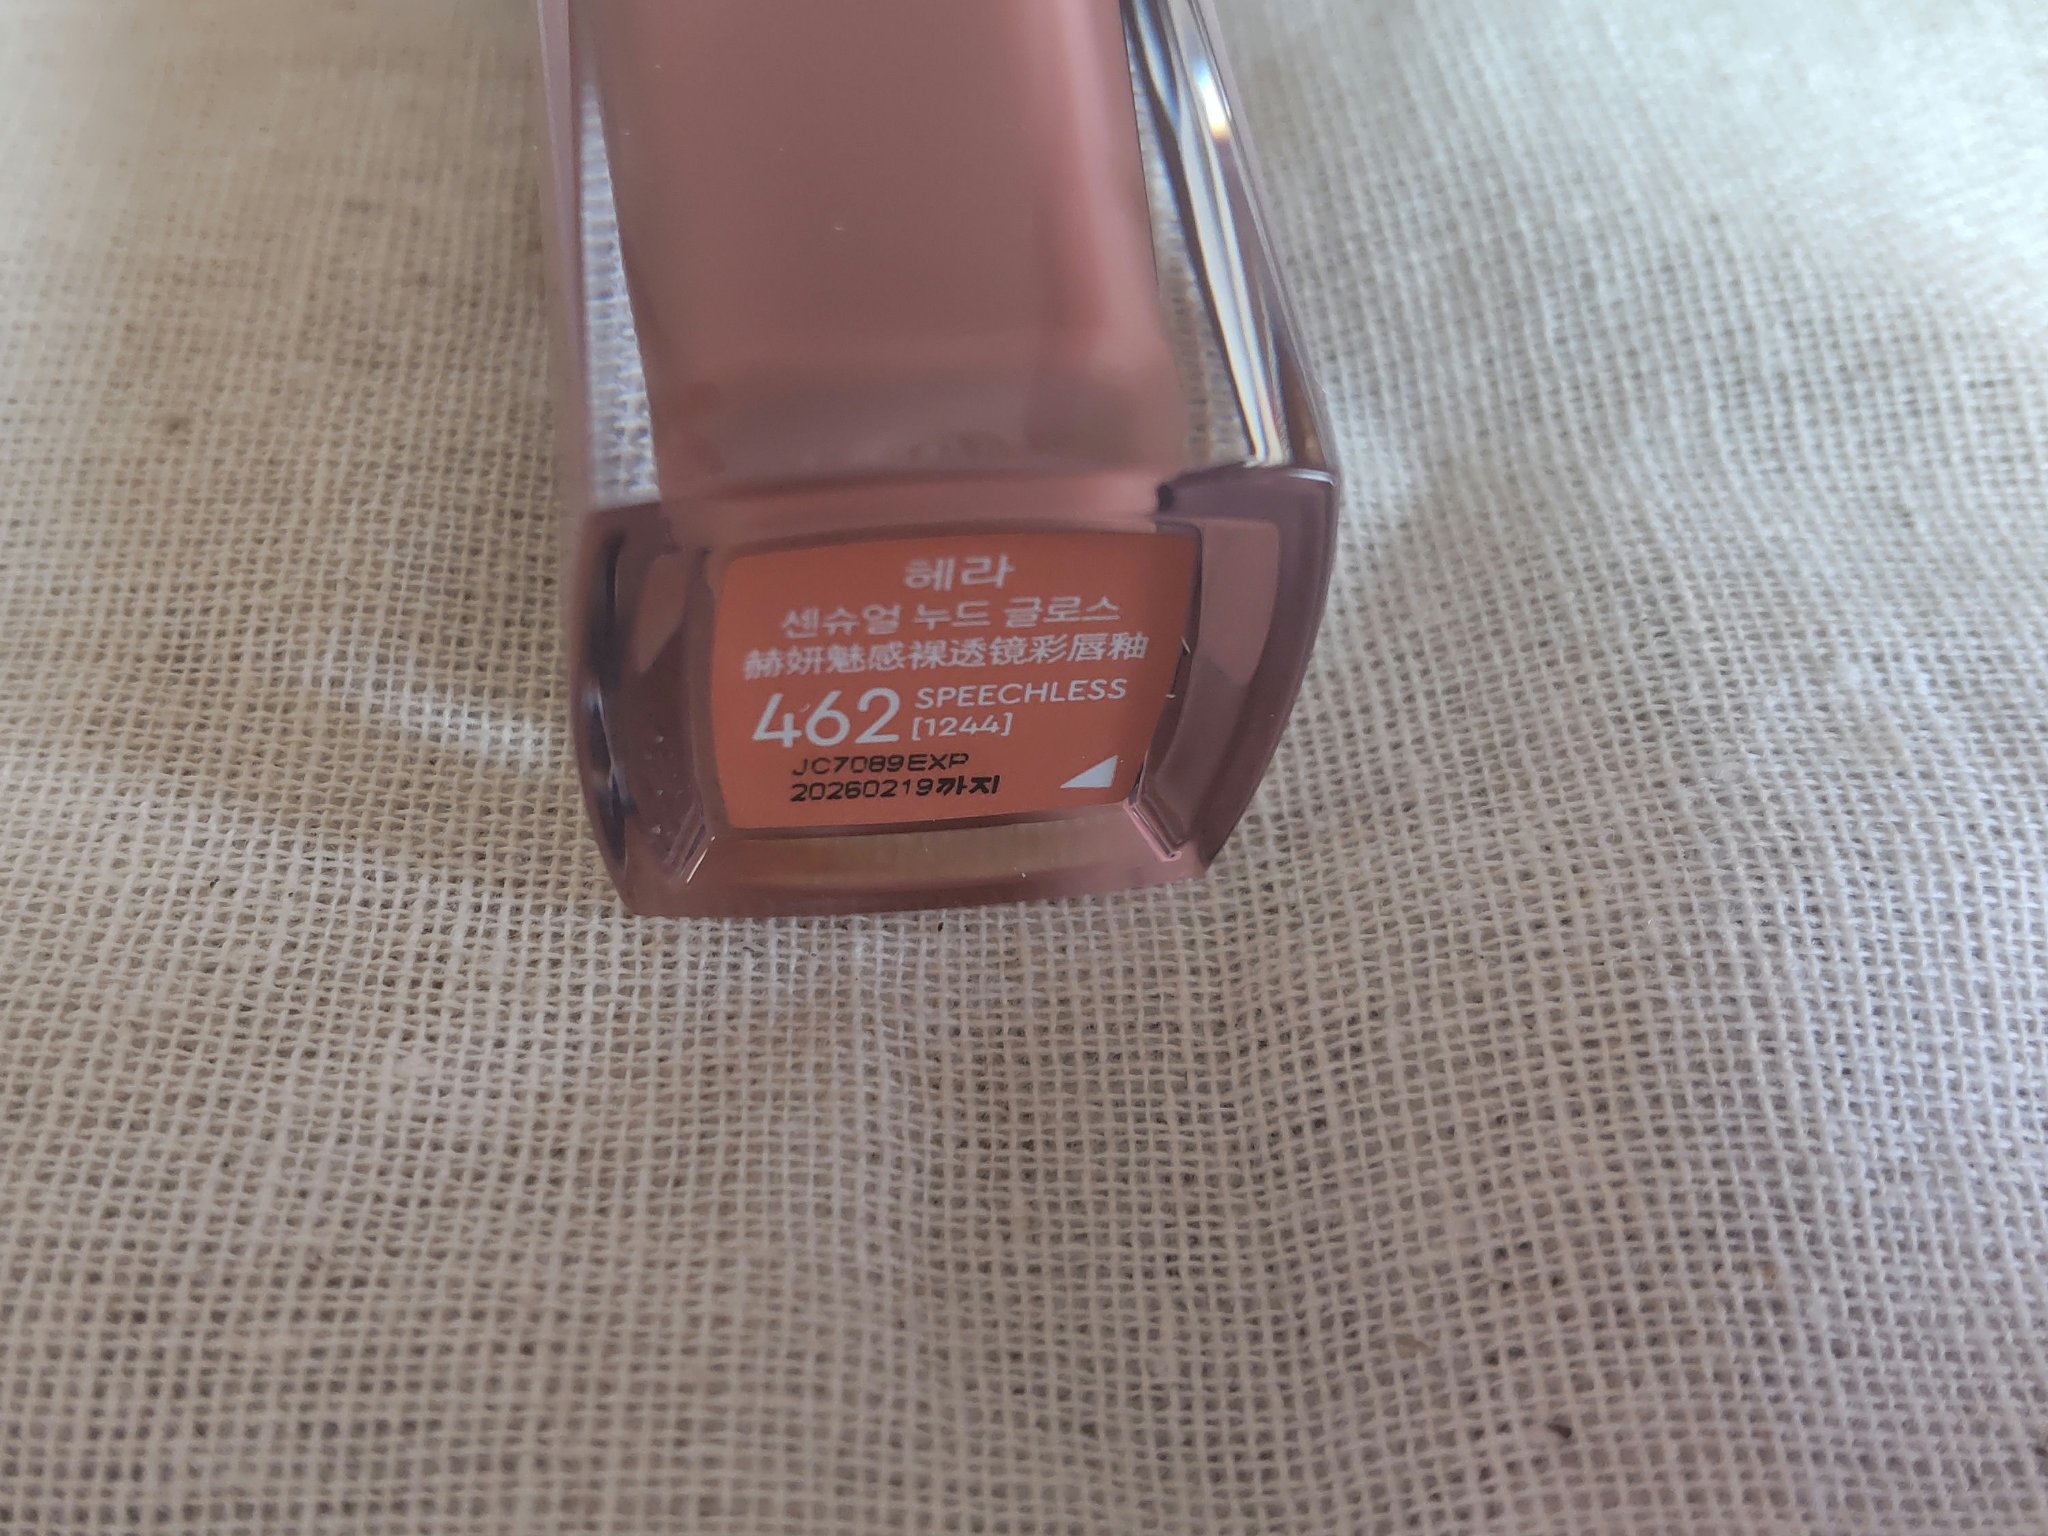 헤라
센슈얼 누드 글로스
赫妍魅感裸透镜彩唇釉
462 SPEECHLESS
[1244]
JC7089EXP
20260219까지